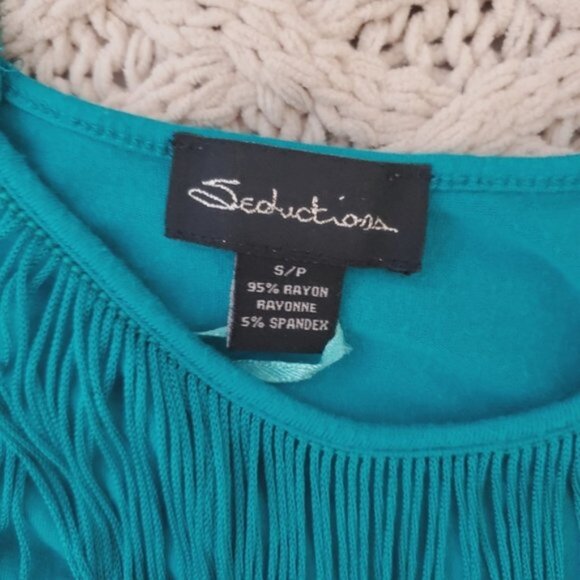 Seductions
S/P
95% RAYON
RAYONNE
5% SPANDEX